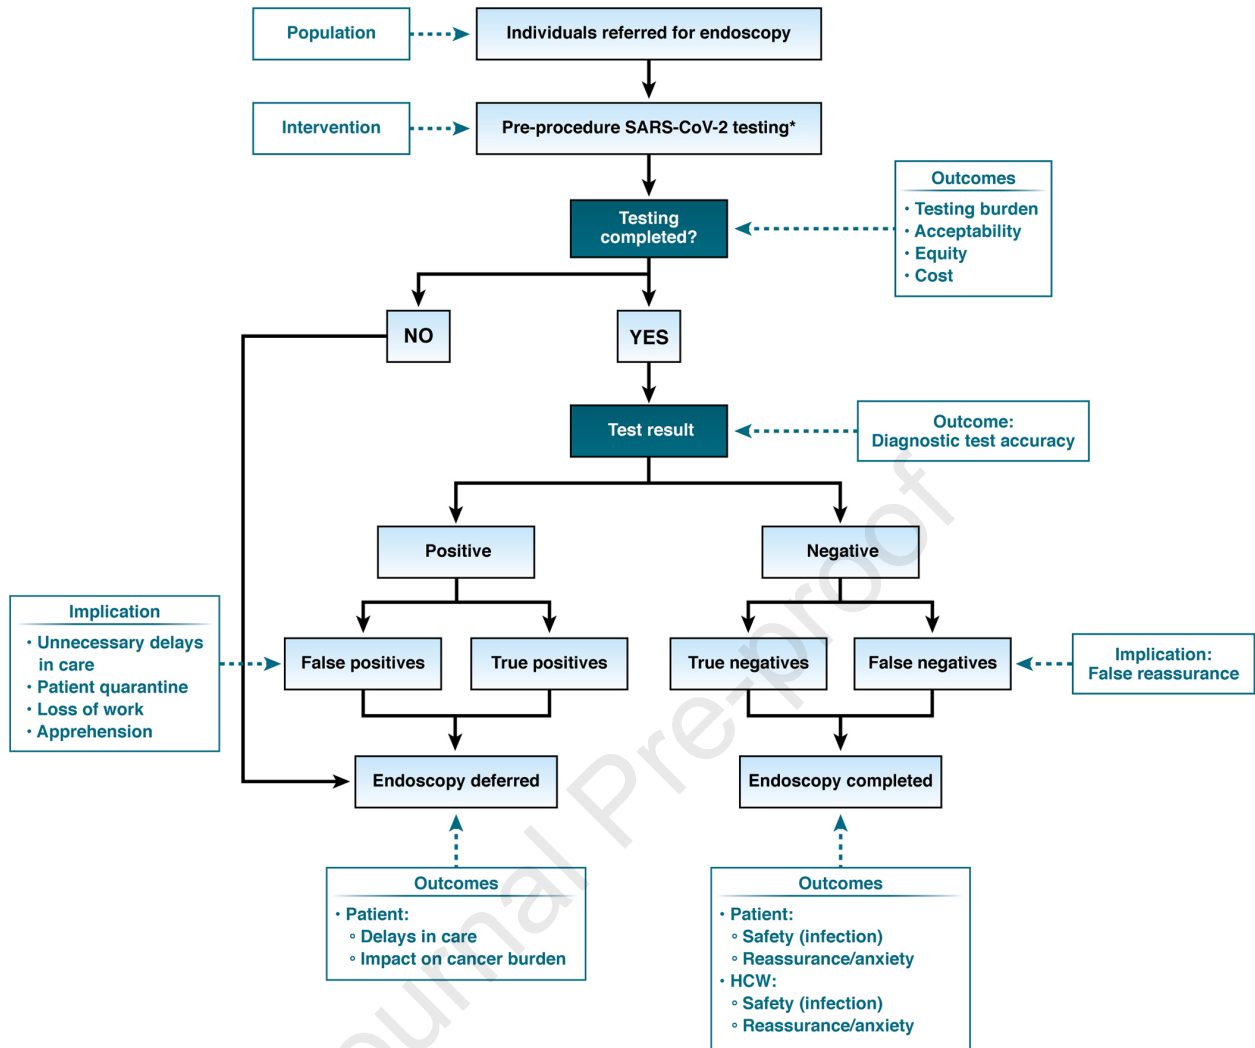 Population
Individuals referred for endoscopy
Intervention
Pre-procedure SARS-CoV-2 testing*
Testing
completed?
Outcomes
• Testing burden
• Acceptability
• Equity
• Cost
NO
YES
Test result
Outcome:
Diagnostic test accuracy
Positive
Negative
Implication
• Unnecessary delays
in care
• Patient quarantine
• Loss of work
• Apprehension
False positives
True positives
True negatives
False negatives
Implication:
False reassurance
Endoscopy deferred
Endoscopy completed
Outcomes
• Patient:
° Delays in care
° Impact on cancer burden
Outcomes
• Patient:
° Safety (infection)
° Reassurance/anxiety
• HCW:
° Safety (infection)
° Reassurance/anxiety
ournal Pre-proof